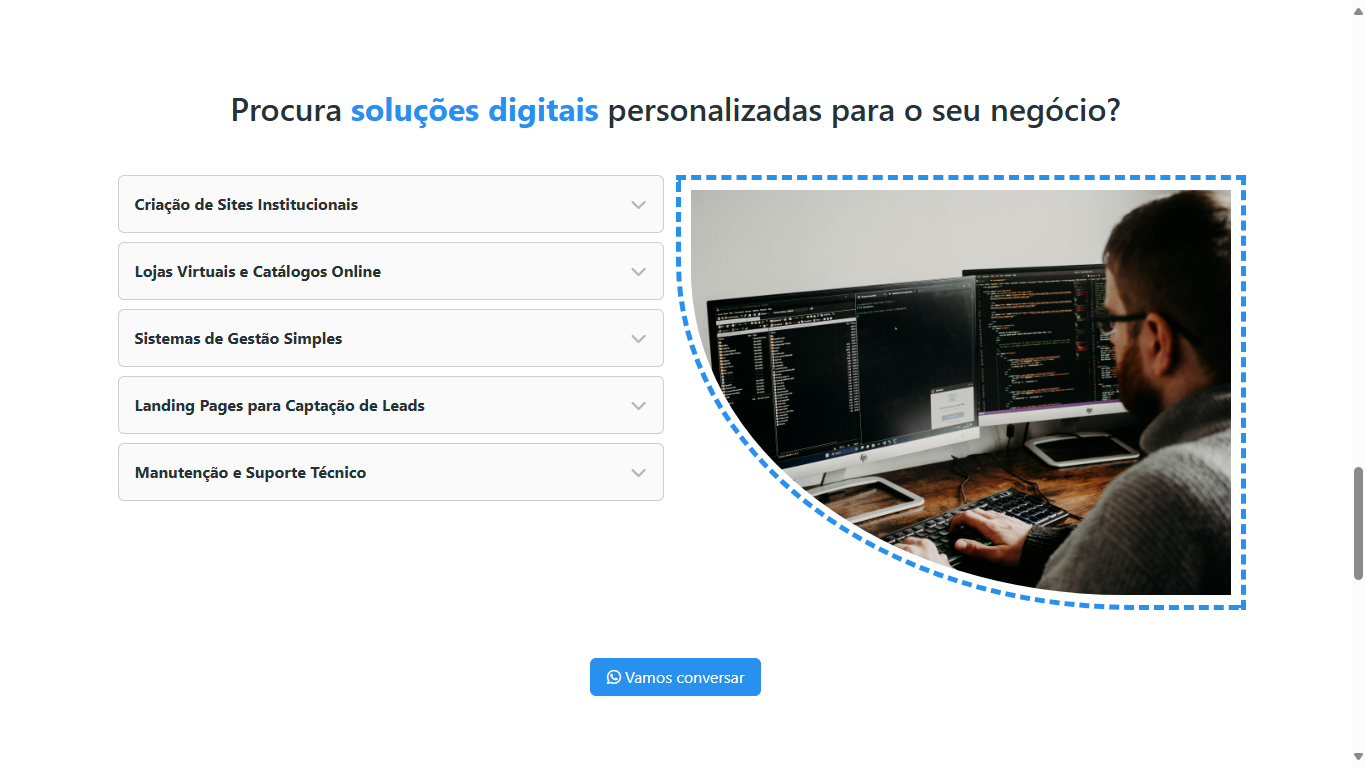 Procura soluções digitais personalizadas para o seu negócio?
Criação de Sites Institucionais
Lojas Virtuais e Catálogos Online
Sistemas de Gestão Simples
Landing Pages para Captação de Leads
Manutenção e Suporte Técnico
Vamos conversar